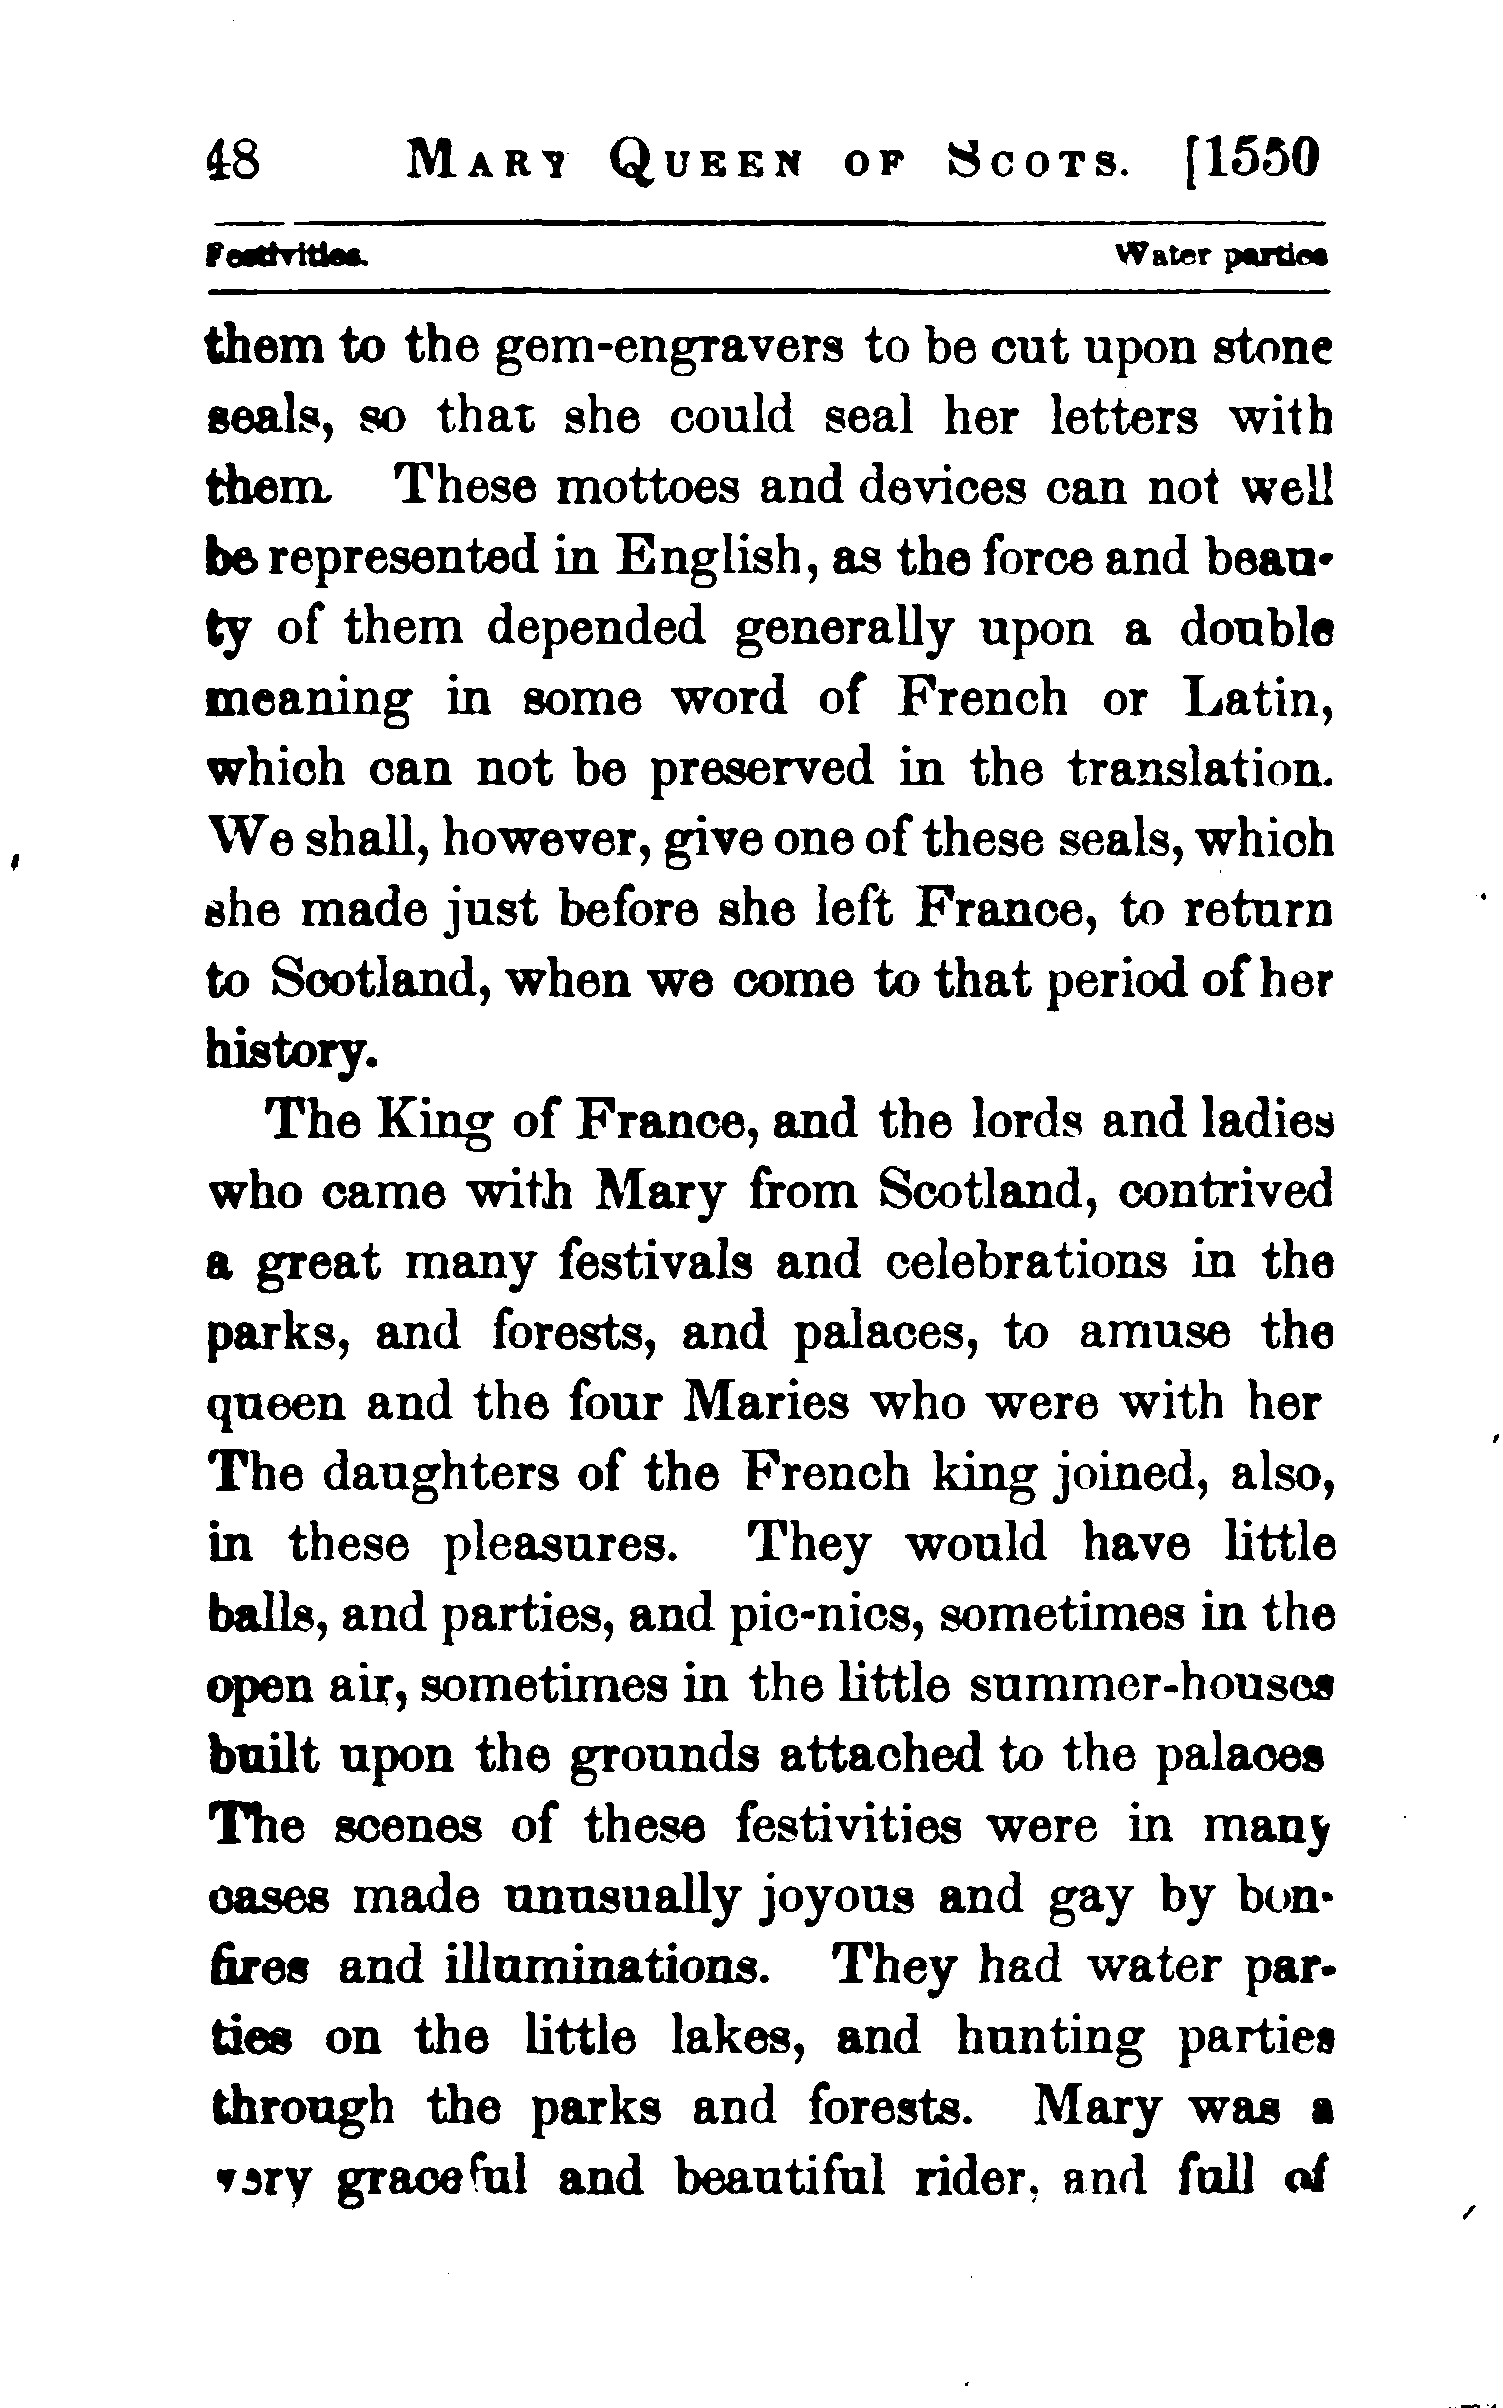 48 MARY QUEEN OF SCOTS. [1550
Festivities. Water parties
them to the gem-engravers to be cut upon stone
seals, so that she could seal her letters with
them. These mottoes and devices can not well
be represented in English, as the force and beau-
ty of them depended generally upon a double
meaning in some word of French or Latin,
which can not be preserved in the translation.
We shall, however, give one of these seals, which
she made just before she left France, to return
to Scotland, when we come to that period of her
history.
The King of France, and the lords and ladies
who came with Mary from Scotland, contrived
a great many festivals and celebrations in the
parks, and forests, and palaces, to amuse the
queen and the four Maries who were with her
The daughters of the French king joined, also,
in these pleasures. They would have little
balls, and parties, and pic-nics, sometimes in the
open air, sometimes in the little summer-houses
built upon the grounds attached to the palaces
The scenes of these festivities were in many
cases made unusually joyous and gay by bon-
fires and illuminations. They had water par-
ties on the little lakes, and hunting parties
through the parks and forests. Mary was a
very graceful and beautiful rider, and full of